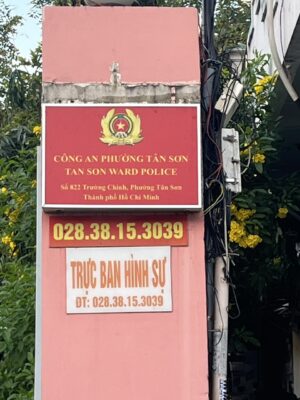 CÔNG AN PHƯỜNG TÂN SƠN
TAN SON WARD POLICE
Số 822 Trường Chinh, Phường Tân Sơn
Thành phố Hồ Chí Minh
028.38.15.3039
TRỰC BAN HÌNH SỰ
ĐT: 028.38.15.3039